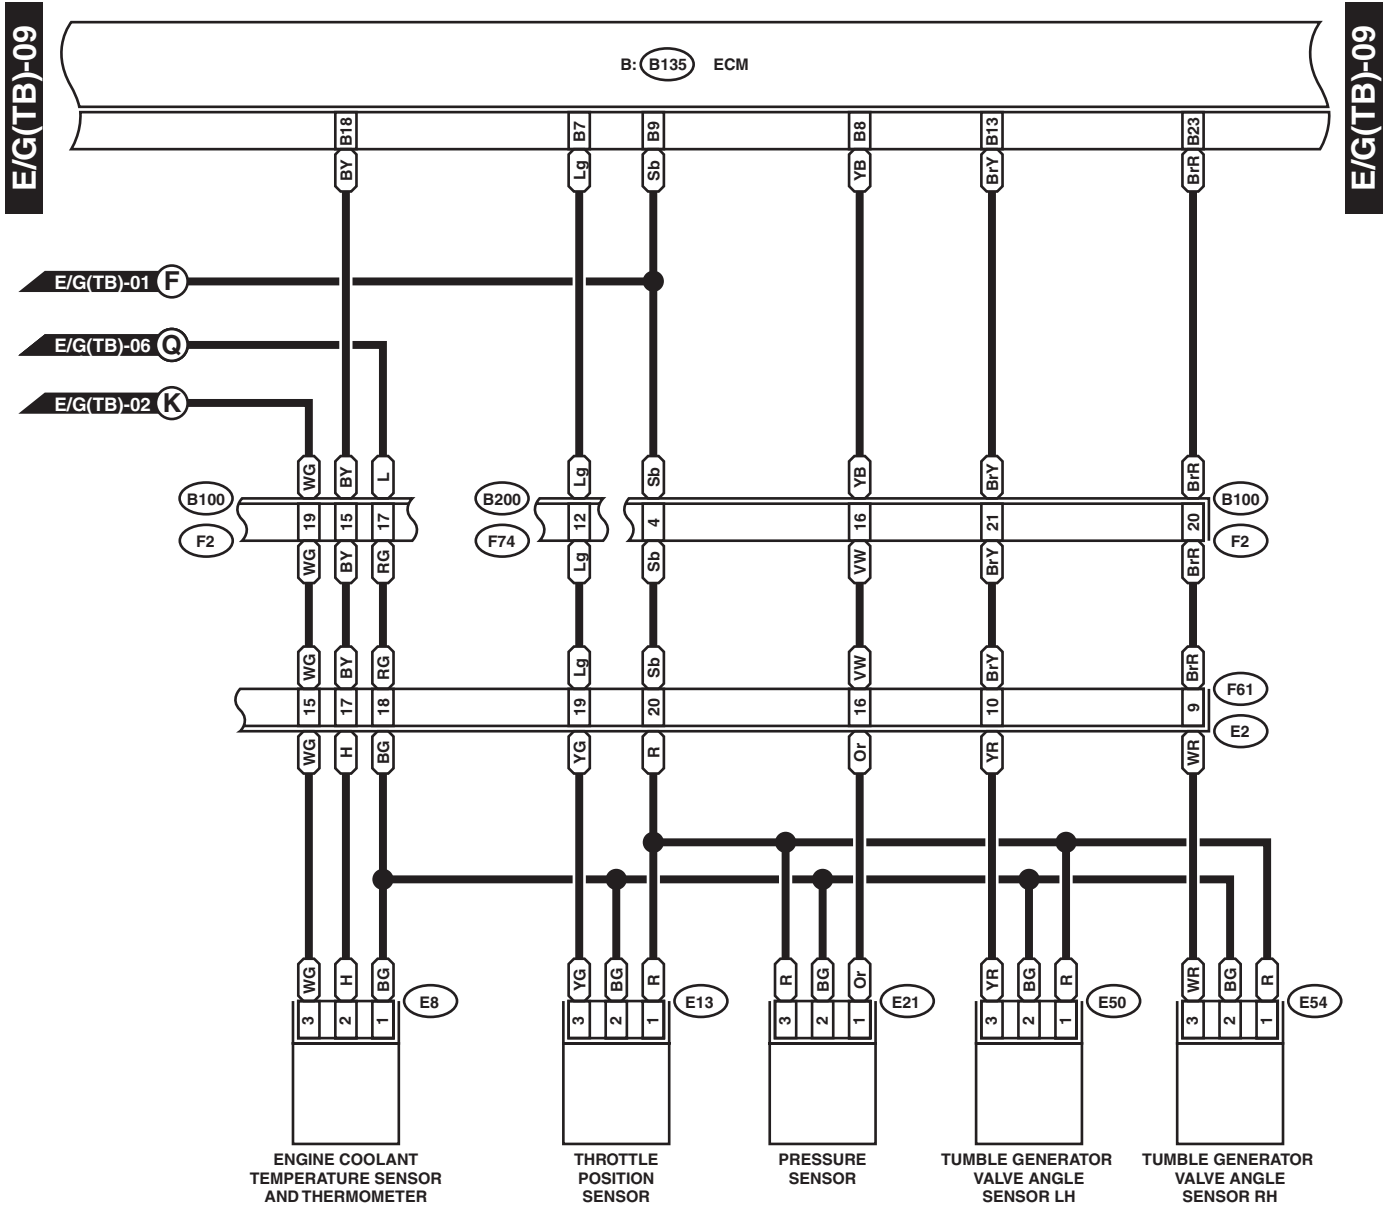 E/G(TB)-09
E/G(TB)-09
B: B135 ECM
B18 B7 B9 B8 B13 B23
BY Lg Sb YB BrY BrR
E/G(TB)-01 F
E/G(TB)-06 Q
E/G(TB)-02 K
WG BY L Lg Sb YB BrY BrR
B100 B200 B100
19 15 17 12 4 16 21 20
F2 F74 F2
WG BY RG Lg Sb VW BrY BrR
WG BY RG Lg Sb VW BrY BrR
F61
15 17 18 19 20 16 10 9
E2
WG H BG YG R Or YR WR
WG H BG YG BG R R BG Or YR BG R WR BG R
E8 E13 E21 E50 E54
3 2 1 3 2 1 3 2 1 3 2 1 3 2 1
ENGINE COOLANT
TEMPERATURE SENSOR
AND THERMOMETER
THROTTLE
POSITION
SENSOR
PRESSURE
SENSOR
TUMBLE GENERATOR
VALVE ANGLE
SENSOR LH
TUMBLE GENERATOR
VALVE ANGLE
SENSOR RH